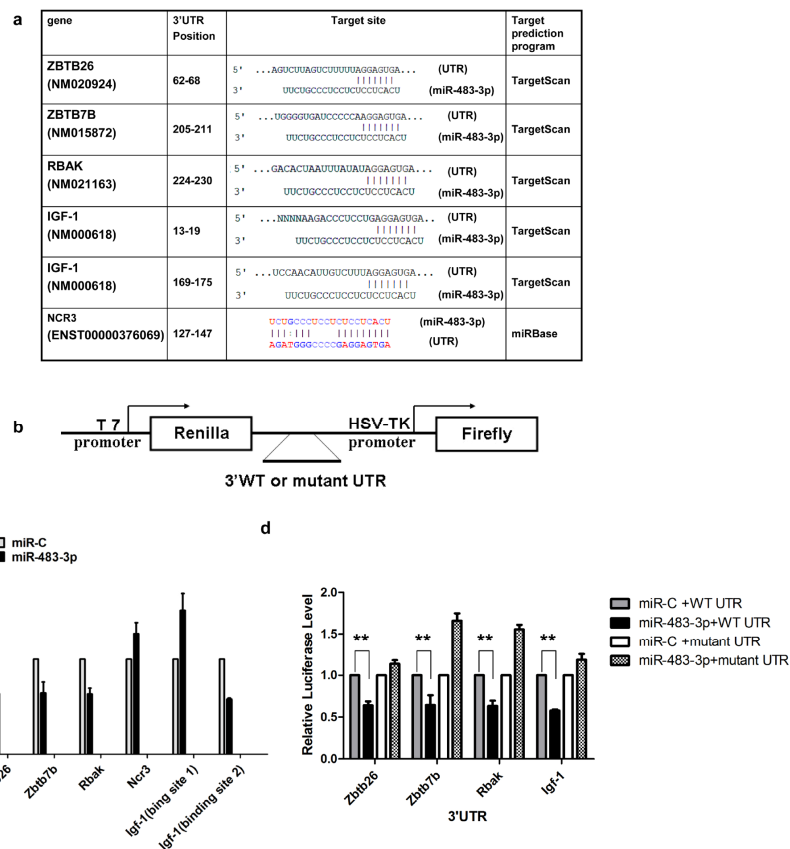 a
gene 3'UTR Position Target site Target prediction program
ZBTB26 (NM020924) 62-68 TargetScan
5' ...AGUCUUAGUCUUUUUAGGAGUGA... (UTR)
3' UUCUGCCCUCCUCUCCUCACU (miR-483-3p)
ZBTB7B (NM015872) 205-211 TargetScan
5' ...UGGGGUGAUCCCCCAAGGAGUGA... (UTR)
3' UUCUGCCCUCCUCUCCUCACU (miR-483-3p)
RBAK (NM021163) 224-230 TargetScan
5' ...GACACUAAUUUAUAUAGGAGUGA... (UTR)
3' UUCUGCCCUCCUCUCCUCACU (miR-483-3p)
IGF-1 (NM000618) 13-19 TargetScan
5' ...NNNNAAGACCCUCCUGAGGAGUGA.. (UTR)
3' UUCUGCCCUCCUCUCCUCACU (miR-483-3p)
IGF-1 (NM000618) 169-175 TargetScan
5' ...UCCAACAUUGUCUUUAGGAGUGA... (UTR)
3' UUCUGCCCUCCUCUCCUCACU (miR-483-3p)
NCR3 (ENST00000376069) 127-147 miRBase
UCUGCCCUCCUCUCCUCACU (miR-483-3p)
AGATGGGCCCCGAGGAGTGA (UTR)
b
T 7 promoter
Renilla
HSV-TK promoter
Firefly
3'WT or mutant UTR
miR-C
miR-483-3p
26
Zbtb7b
Rbak
Ncr3
Igf-1(bing site 1)
Igf-1(binding site 2)
d
Relative Luciferase Level
2.0
1.5
1.0
0.5
0.0
** ** ** **
Zbtb26
Zbtb7b
Rbak
Igf-1
3'UTR
miR-C +WT UTR
miR-483-3p+WT UTR
miR-C +mutant UTR
miR-483-3p+mutant UTR